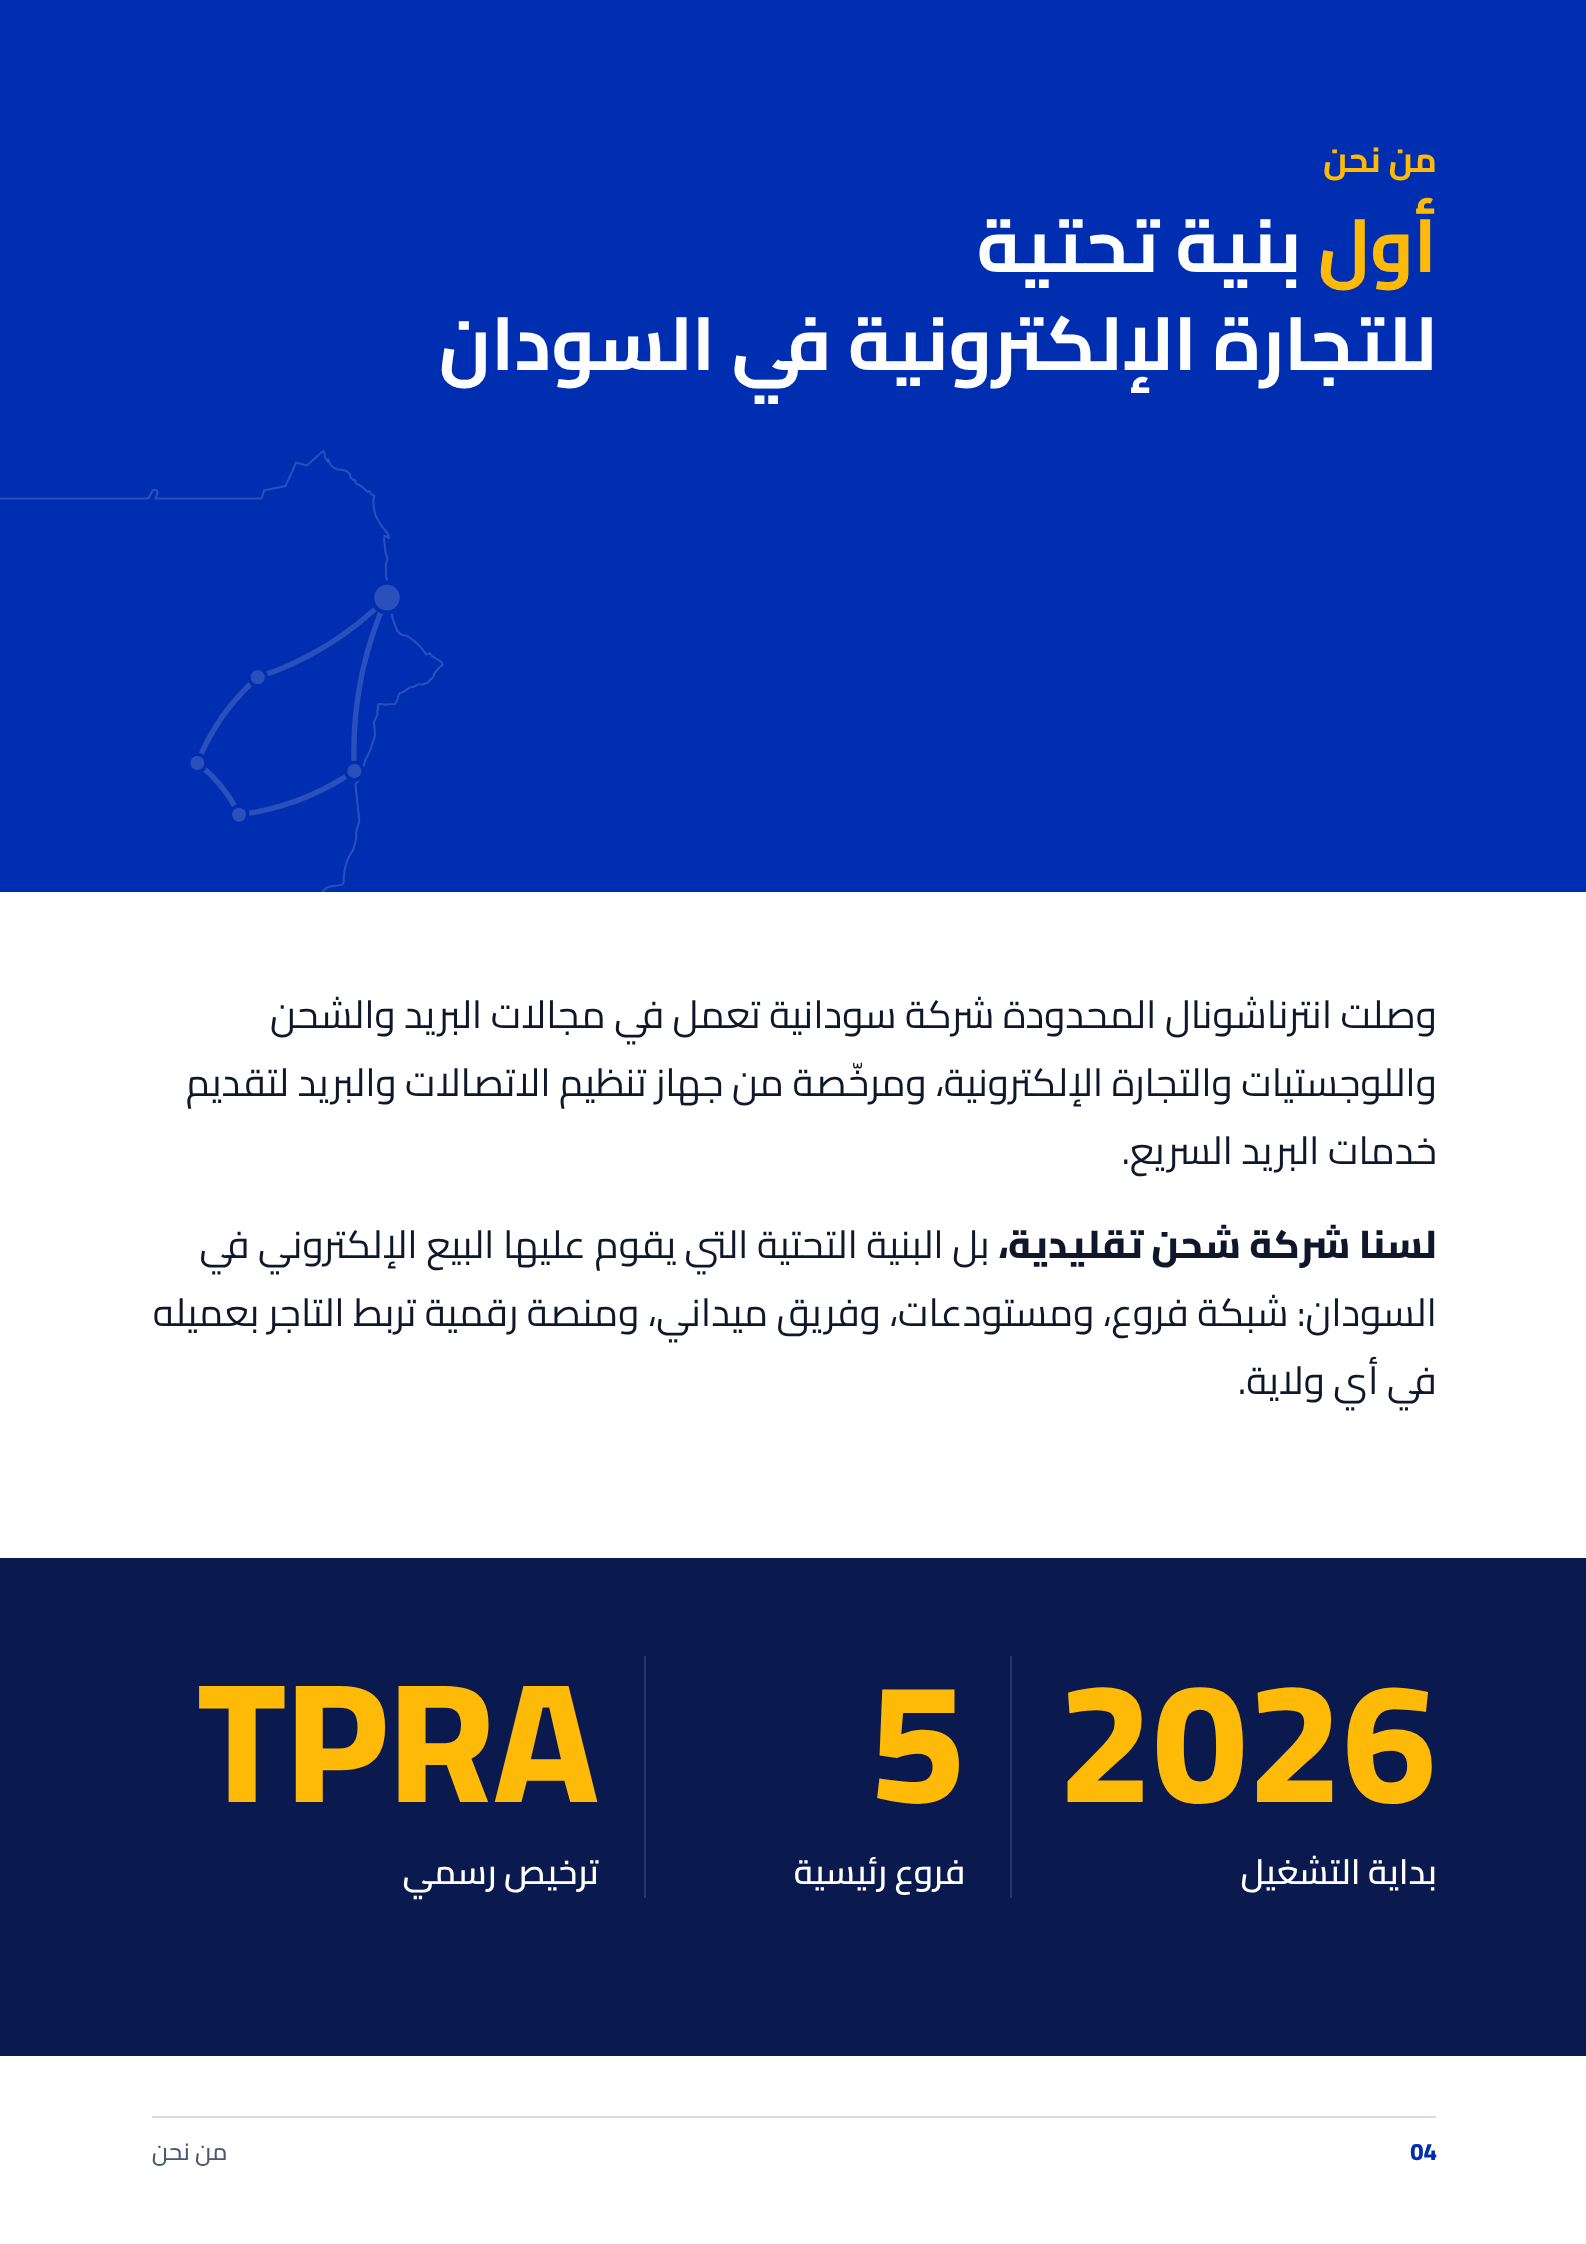 من نحن
أول بنية تحتية
للتجارة الإلكترونية في السودان
وصلت انترناشونال المحدودة شركة سودانية تعمل في مجالات البريد والشحن
واللوجستيات والتجارة الإلكترونية، ومرخّصة من جهاز تنظيم الاتصالات والبريد لتقديم
خدمات البريد السريع.
لسنا شركة شحن تقليدية، بل البنية التحتية التي يقوم عليها البيع الإلكتروني في
السودان: شبكة فروع، ومستودعات، وفريق ميداني، ومنصة رقمية تربط التاجر بعميله
في أي ولاية.
2026
بداية التشغيل
5
فروع رئيسية
TPRA
ترخيص رسمي
04
من نحن